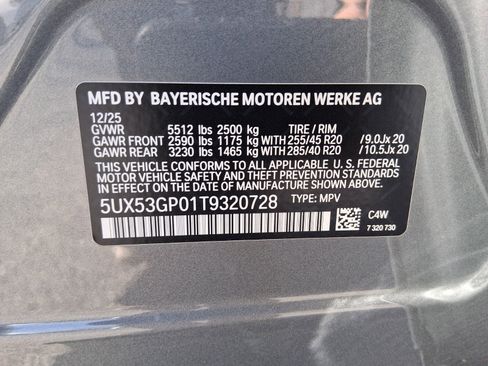 MFD BY BAYERISCHE MOTOREN WERKE AG
12/25
GVWR 5512 lbs 2500 kg TIRE / RIM
GAWR FRONT 2590 lbs 1175 kg WITH 255/45 R20 / 9.0Jx 20
GAWR REAR 3230 lbs 1465 kg WITH 285/40 R20 /10.5Jx 20
THIS VEHICLE CONFORMS TO ALL APPLICABLE U. S. FEDERAL
MOTOR VEHICLE SAFETY AND THEFT PREVENTION STANDARDS
IN EFFECT ON THE DATE OF MANUFACTURE SHOWN ABOVE.
5UX53GP01T9320728 TYPE: MPV
C4W
7 320 730